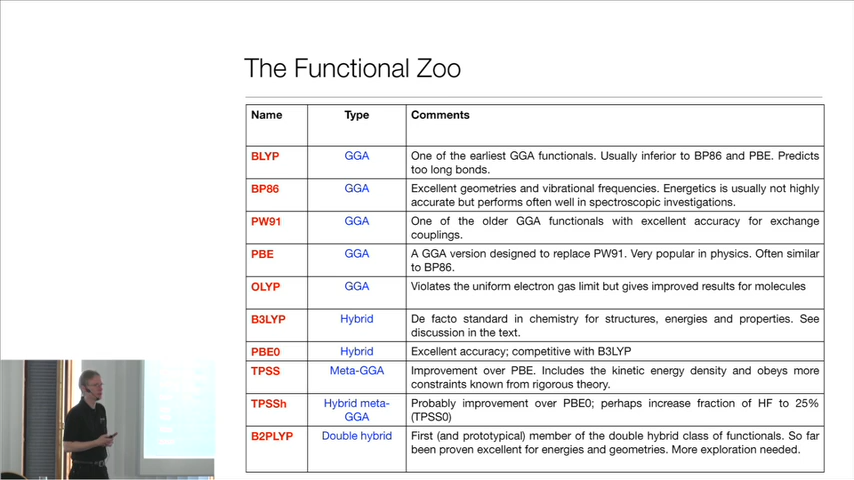 The Functional Zoo
Name Type Comments
BLYP GGA One of the earliest GGA functionals. Usually inferior to BP86 and PBE. Predicts
too long bonds.
BP86 GGA Excellent geometries and vibrational frequencies. Energetics is usually not highly
accurate but performs often well in spectroscopic investigations.
PW91 GGA One of the older GGA functionals with excellent accuracy for exchange
couplings.
PBE GGA A GGA version designed to replace PW91. Very popular in physics. Often similar
to BP86.
OLYP GGA Violates the uniform electron gas limit but gives improved results for molecules
B3LYP Hybrid De facto standard in chemistry for structures, energies and properties. See
discussion in the text.
PBE0 Hybrid Excellent accuracy; competitive with B3LYP
TPSS Meta-GGA Improvement over PBE. Includes the kinetic energy density and obeys more
constraints known from rigorous theory.
TPSSh Hybrid meta- Probably improvement over PBE0; perhaps increase fraction of HF to 25%
GGA (TPSS0)
B2PLYP Double hybrid First (and prototypical) member of the double hybrid class of functionals. So far
been proven excellent for energies and geometries. More exploration needed.